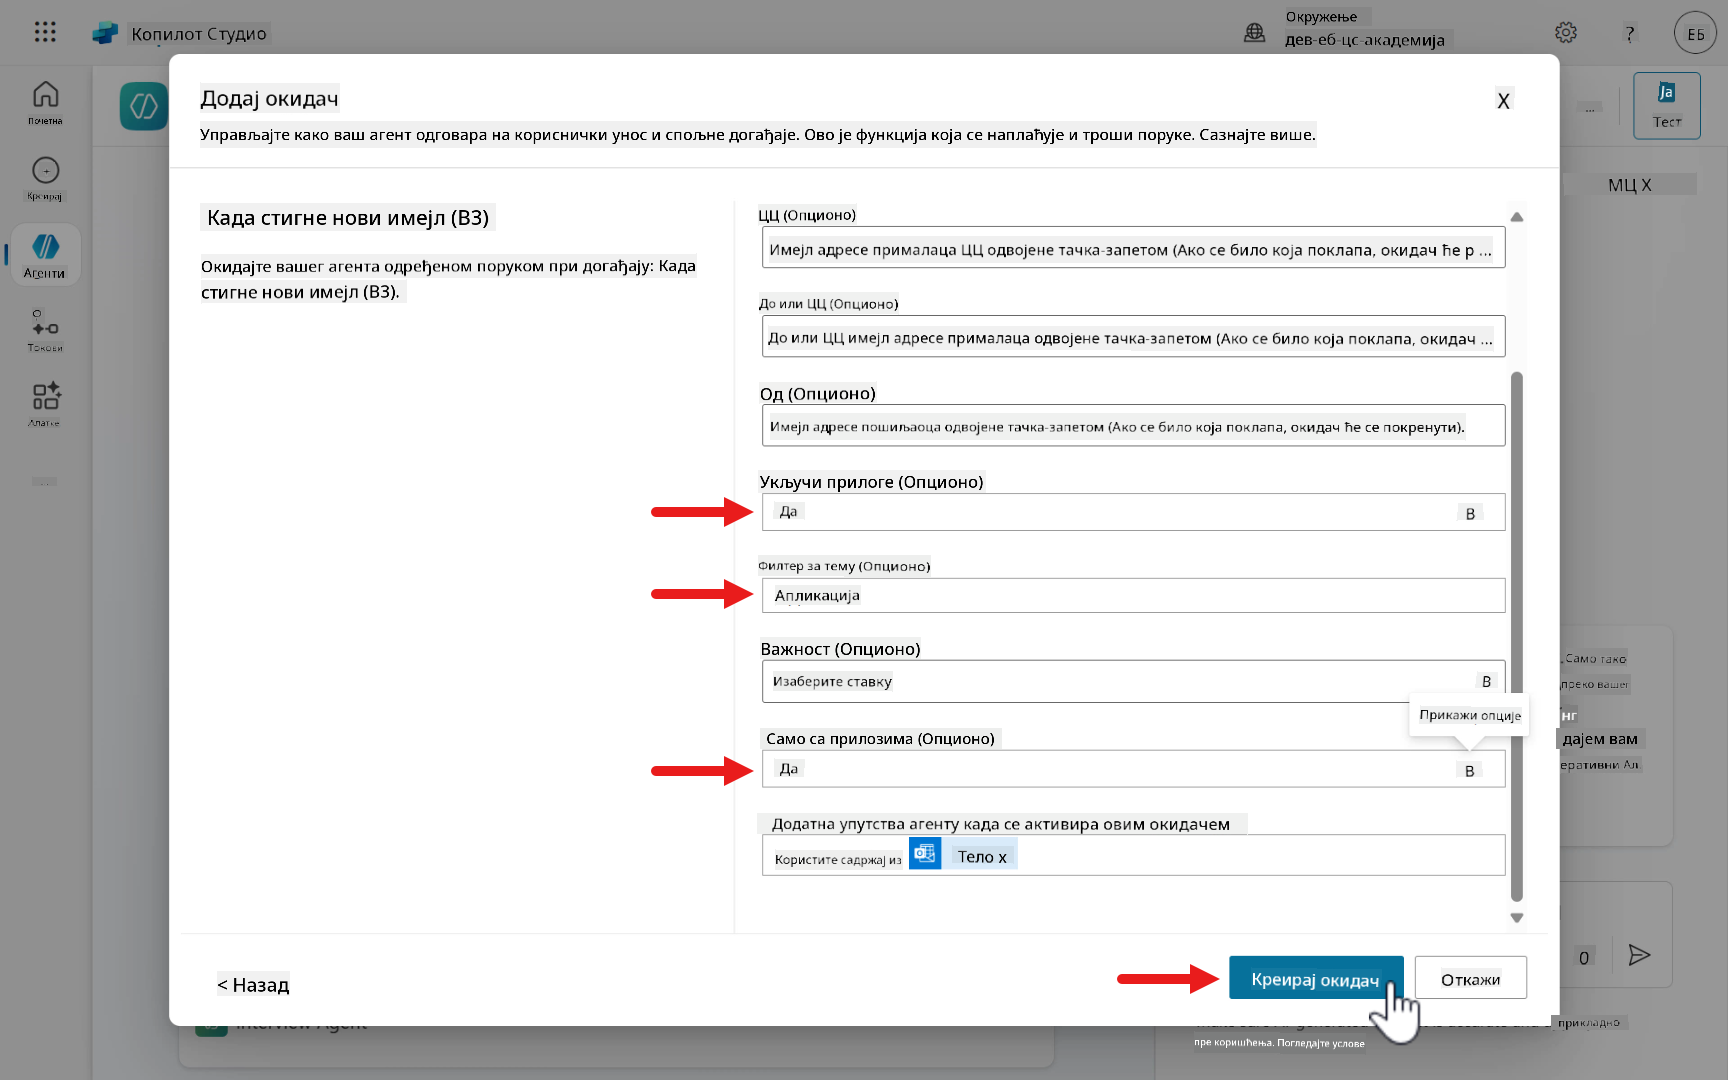 Копилот Студио
Окружење
дев-еб-цс-академија
?
ЕБ
Почетна
Креирај
Агенти
Токови
Алатке
Додај окидач
X
Управљајте како ваш агент одговара на кориснички унос и спољне догађаје. Ово је функција која се наплаћује и троши поруке. Сазнајте више.
...
Ја
Тест
МЦ X
Када стигне нови имејл (В3)
Окидајте вашег агента одређеном поруком при догађају: Када
стигне нови имејл (В3).
ЦЦ (Опционо)
Имејл адресе прималаца ЦЦ одвојене тачка-запетом (Ако се било која поклапа, окидач ће р ...
До или ЦЦ (Опционо)
До или ЦЦ имејл адресе прималаца одвојене тачка-запетом (Ако се било која поклапа, окидач ...
Од (Опционо)
Имејл адресе пошиљаоца одвојене тачка-запетом (Ако се било која поклапа, окидач ће се покренути).
Укључи прилоге (Опционо)
Да
В
Филтер за тему (Опционо)
Апликација
Важност (Опционо)
Изаберите ставку
В
Прикажи опције
Само са прилозима (Опционо)
Да
В
Додатна упутства агенту када се активира овим окидачем
Користите садржај из
Тело x
Само тако
преко вашег
нг
дајем вам
еративни
0
< Назад
Креирај окидач
Откажи
Interview Agent
прикладно
пре коришћења. Погледајте услове